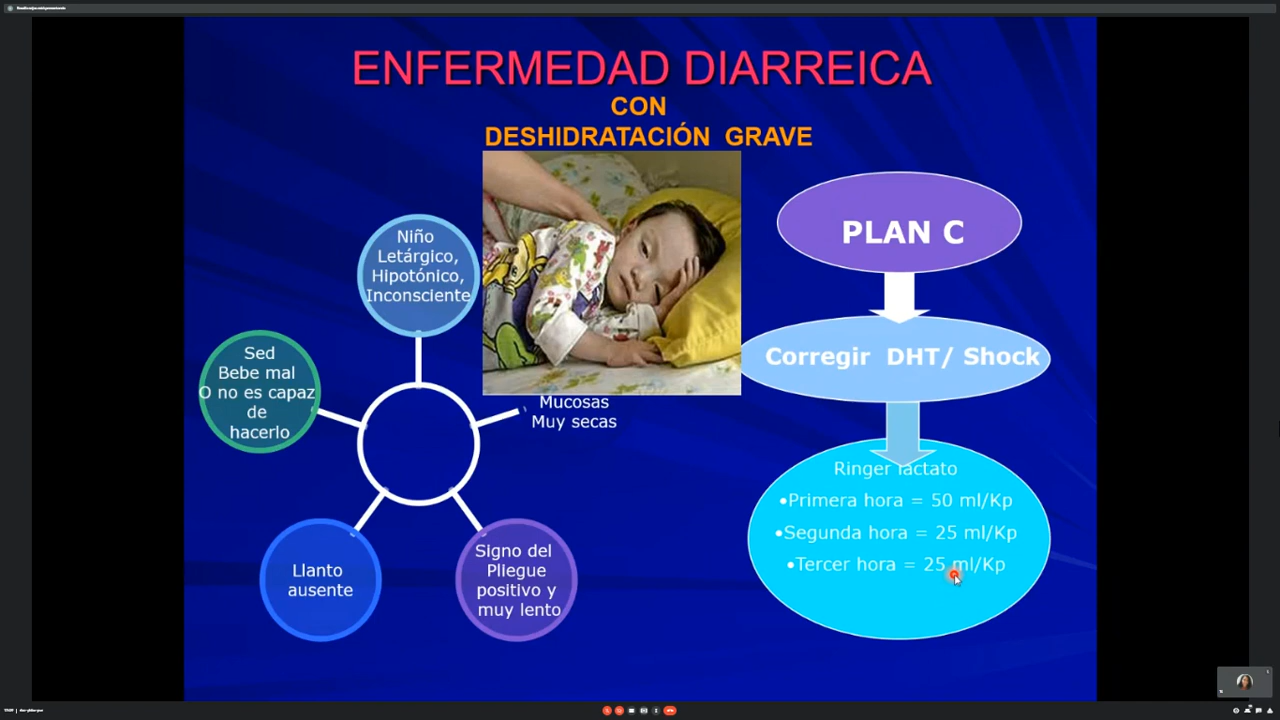 ENFERMEDAD DIARREICA
CON
DESHIDRATACIÓN GRAVE
Niño
Letárgico,
Hipotónico,
Inconsciente
Sed
Bebe mal
O no es capaz
de
hacerlo
Mucosas
Muy secas
Llanto
ausente
Signo del
Pliegue
positivo y
muy lento
PLAN C
Corregir DHT/ Shock
Ringer lactato
•Primera hora = 50 ml/Kp
•Segunda hora = 25 ml/Kp
•Tercer hora = 25 ml/Kp